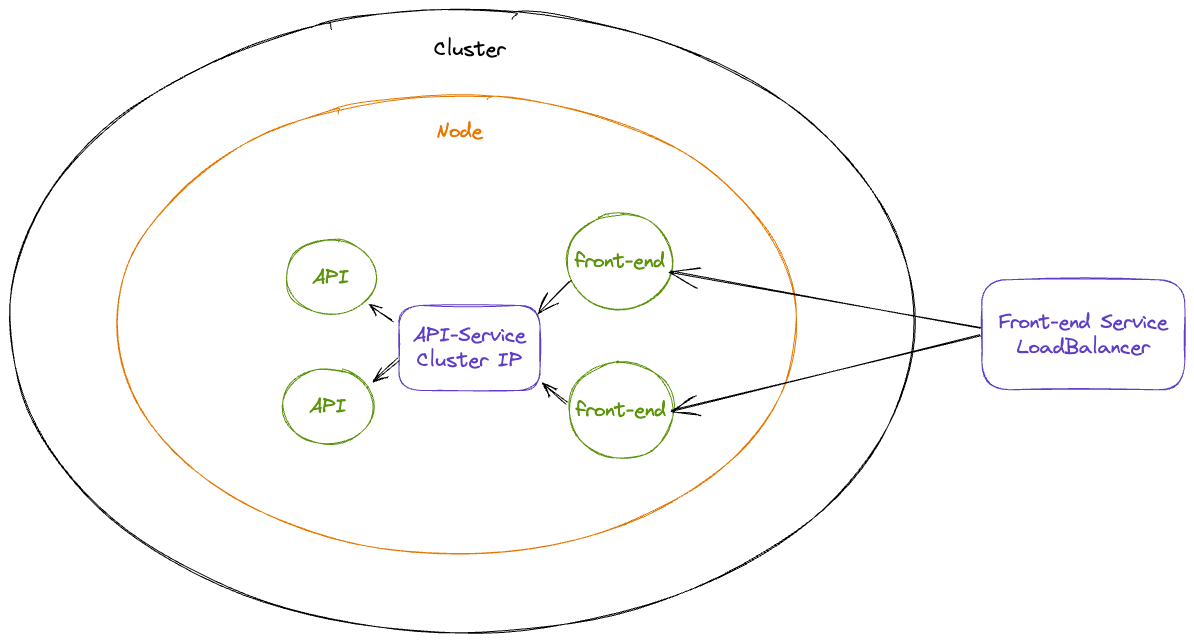 Cluster
Node
front-end
API
Front-end Service
LoadBalancer
API-Service
Cluster IP
API
front-end